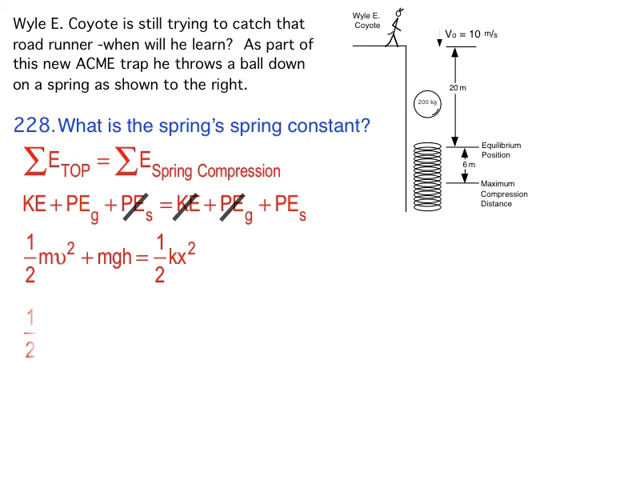 Wyle E. Coyote is still trying to catch that
road runner -when will he learn? As part of
this new ACME trap he throws a ball down
on a spring as shown to the right.
Wyle E.
Coyote
V₀ = 10 m/s
20 m
200 kg
Equilibrium
Position
6 m
Maximum
Compression
Distance
228. What is the spring's spring constant?
∑E_TOP = ∑E_Spring Compression
KE + PE_g + PE_s = KE + PE_g + PE_s
1/2 mυ² + mgh = 1/2 kx²
1/2